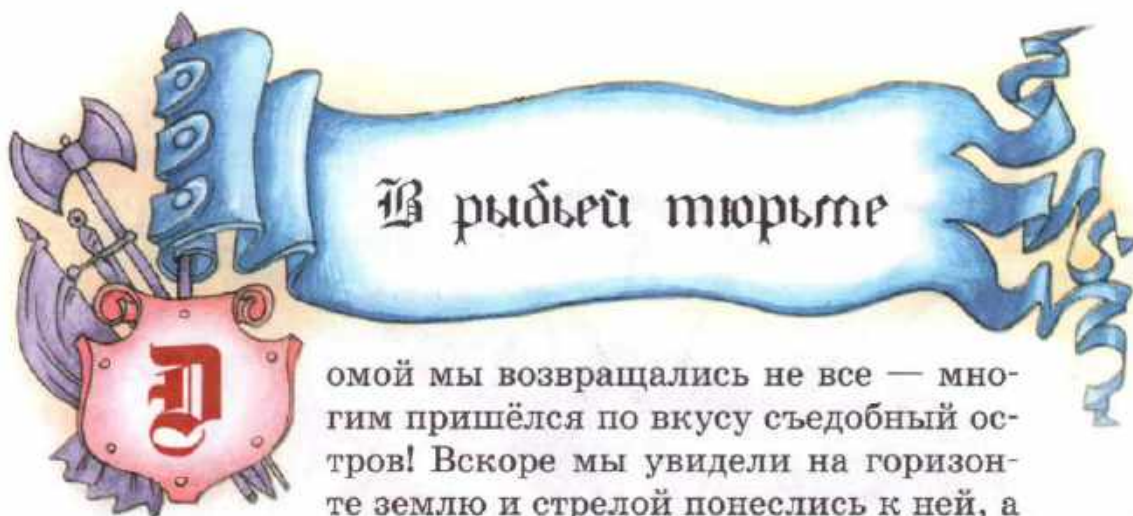 В рыбьей тюрьме
Домой мы возвращались не все — мно-
гим пришёлся по вкусу съедобный ос-
тров! Вскоре мы увидели на горизон-
те землю и стрелой понеслись к ней, а